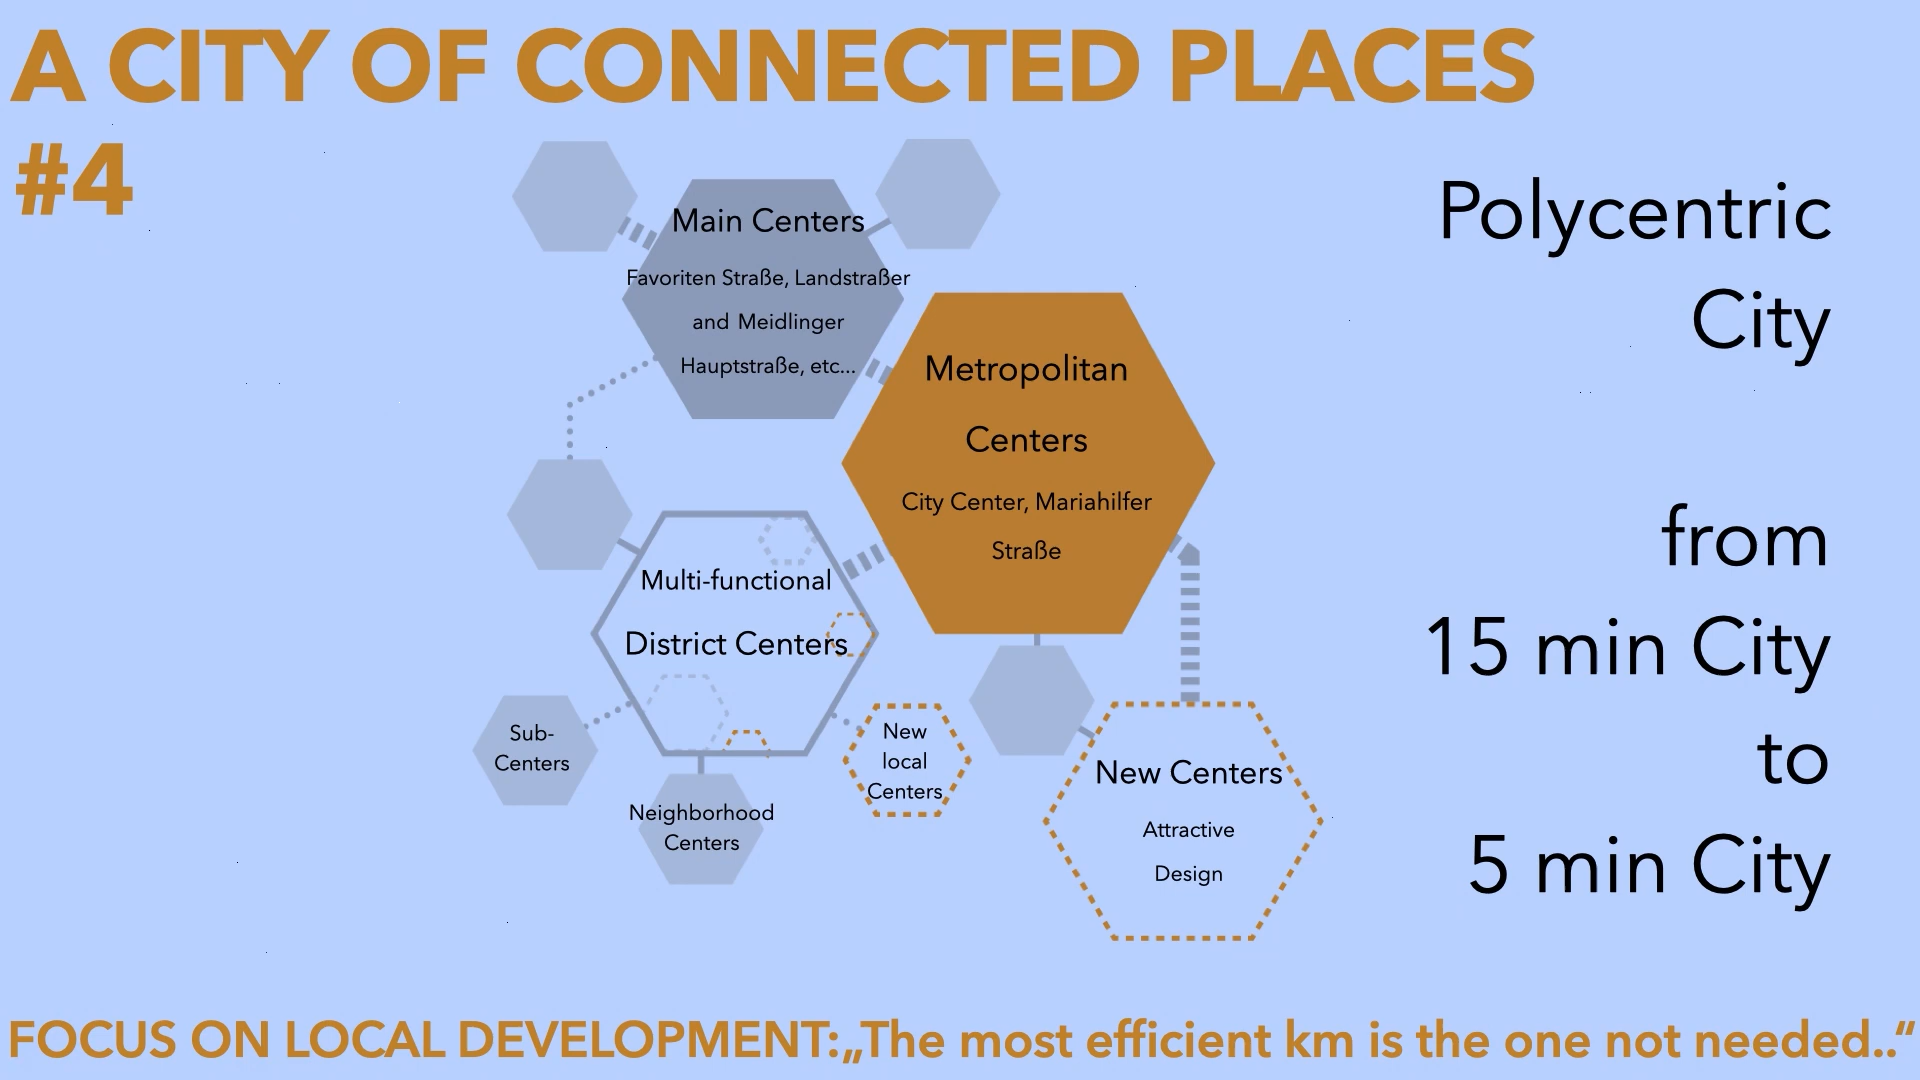 A CITY OF CONNECTED PLACES
#4
Main Centers
Favoriten Straße, Landstraßer
and Meidlinger
Hauptstraße, etc...
Metropolitan
Centers
City Center, Mariahilfer
Straße
Multi-functional
District Centers
Sub-
Centers
Neighborhood
Centers
New
local
Centers
New Centers
Attractive
Design
Polycentric
City
from
15 min City
to
5 min City
FOCUS ON LOCAL DEVELOPMENT:„The most efficient km is the one not needed..“